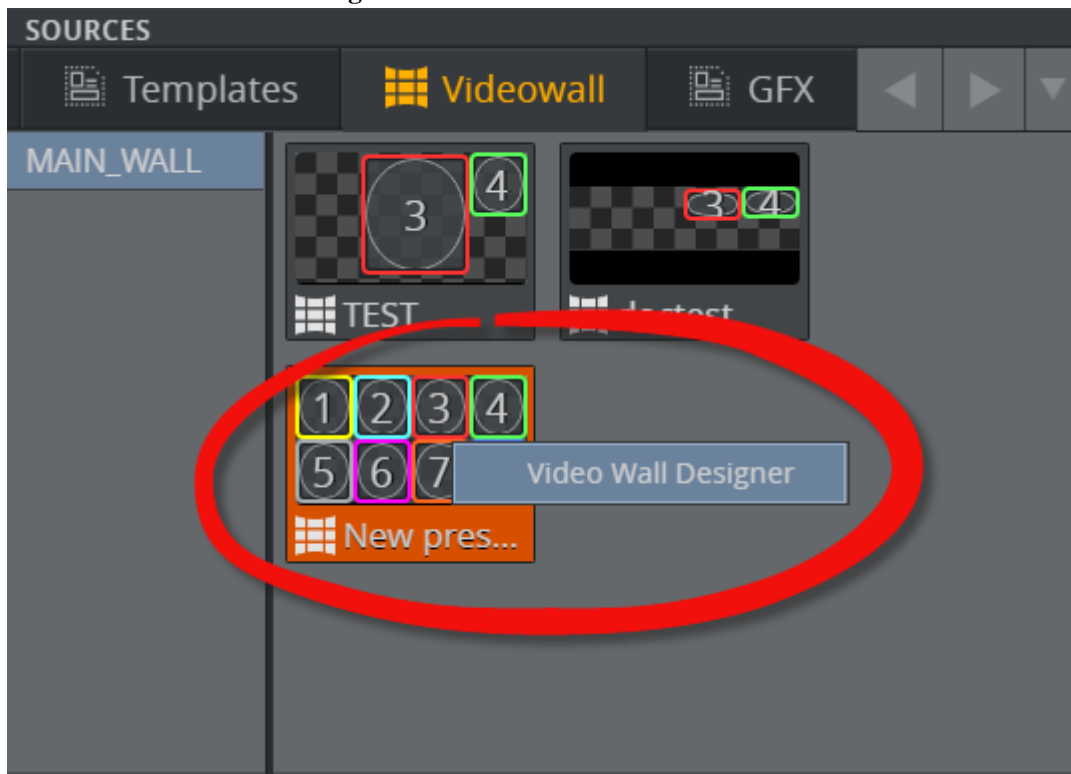 SOURCES
Templates
Videowall
GFX
MAIN_WALL
3
4
3
4
TEST
1
2
3
4
5
6
7
Video Wall Designer
New pres...